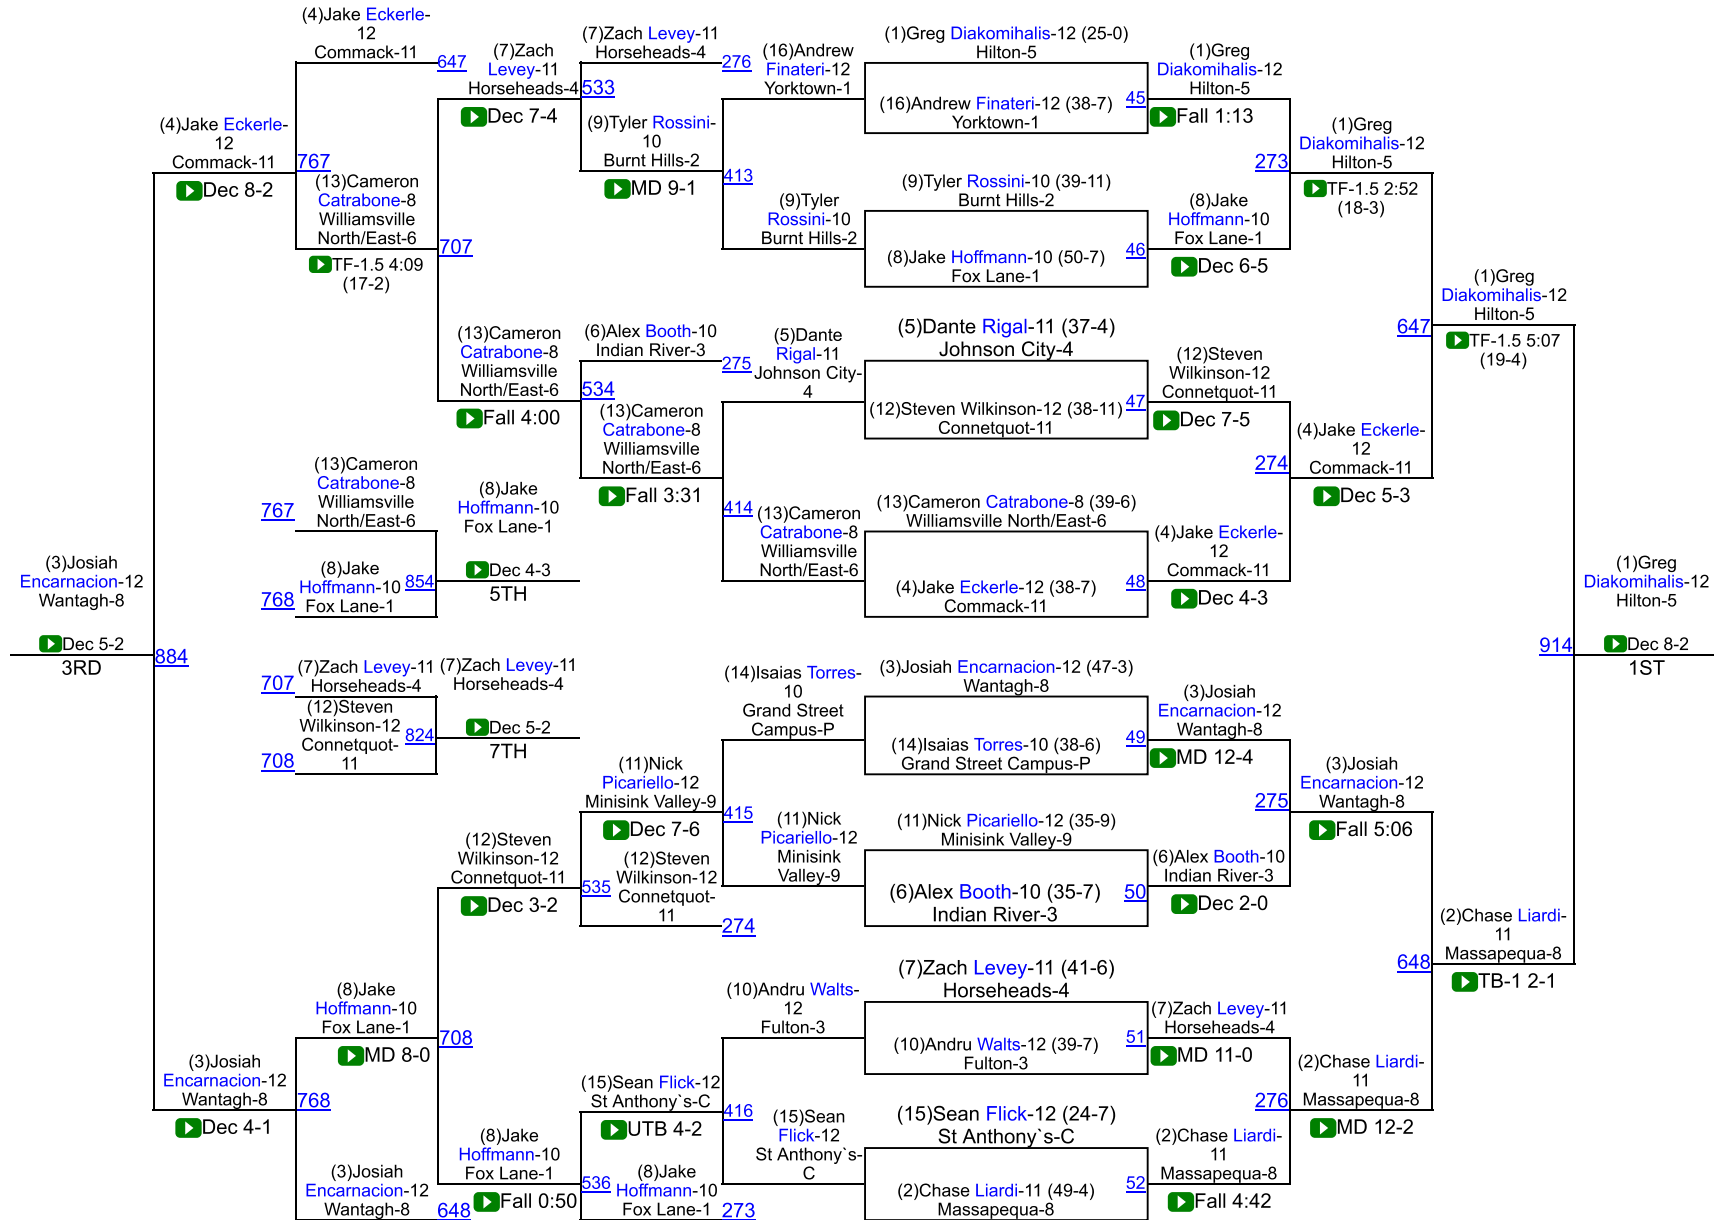 (4)Jake Eckerle-
12
Commack-11
647
(4)Jake Eckerle-
12
Commack-11
767
Dec 8-2
(13)Cameron
Catrabone-8
Williamsville
North/East-6
707
TF-1.5 4:09
(17-2)
(7)Zach
Levey-11
Horseheads-4
533
Dec 7-4
(7)Zach Levey-11
Horseheads-4
276
(9)Tyler Rossini-
10
Burnt Hills-2
413
MD 9-1
(16)Andrew
Finateri-12
Yorktown-1
(9)Tyler
Rossini-10
Burnt Hills-2
(1)Greg Diakomihalis-12 (25-0)
Hilton-5
(16)Andrew Finateri-12 (38-7)
Yorktown-1
45
(9)Tyler Rossini-10 (39-11)
Burnt Hills-2
(8)Jake Hoffmann-10 (50-7)
Fox Lane-1
46
(1)Greg
Diakomihalis-12
Hilton-5
Fall 1:13
273
(8)Jake
Hoffmann-10
Fox Lane-1
Dec 6-5
(1)Greg
Diakomihalis-12
Hilton-5
TF-1.5 2:52
(18-3)
(13)Cameron
Catrabone-8
Williamsville
North/East-6
Fall 4:00
534
(6)Alex Booth-10
Indian River-3
275
(13)Cameron
Catrabone-8
Williamsville
North/East-6
Fall 3:31
414
(5)Dante
Rigal-11
Johnson City-
4
(13)Cameron
Catrabone-8
Williamsville
North/East-6
(5)Dante Rigal-11 (37-4)
Johnson City-4
(12)Steven Wilkinson-12 (38-11)
Connetquot-11
47
(13)Cameron Catrabone-8 (39-6)
Williamsville North/East-6
(4)Jake Eckerle-12 (38-7)
Commack-11
48
(12)Steven
Wilkinson-12
Connetquot-11
Dec 7-5
274
(4)Jake Eckerle-
12
Commack-11
Dec 4-3
(4)Jake Eckerle-
12
Commack-11
Dec 5-3
647
(1)Greg
Diakomihalis-12
Hilton-5
TF-1.5 5:07
(19-4)
767
(13)Cameron
Catrabone-8
Williamsville
North/East-6
768
(8)Jake
Hoffmann-10
Fox Lane-1
854
(8)Jake
Hoffmann-10
Fox Lane-1
Dec 4-3
5TH
(3)Josiah
Encarnacion-12
Wantagh-8
Dec 5-2
3RD
884
707
(7)Zach Levey-11
Horseheads-4
(12)Steven
Wilkinson-12
Connetquot-
11
708
824
(7)Zach Levey-11
Horseheads-4
Dec 5-2
7TH
(1)Greg
Diakomihalis-12
Hilton-5
914
Dec 8-2
1ST
(14)Isaias Torres-
10
Grand Street
Campus-P
(3)Josiah Encarnacion-12 (47-3)
Wantagh-8
(14)Isaias Torres-10 (38-6)
Grand Street Campus-P
49
(3)Josiah
Encarnacion-12
Wantagh-8
MD 12-4
(11)Nick
Picariello-12
Minisink Valley-9
Dec 7-6
415
(11)Nick
Picariello-12
Minisink
Valley-9
(11)Nick Picariello-12 (35-9)
Minisink Valley-9
(6)Alex Booth-10 (35-7)
Indian River-3
50
(6)Alex Booth-10
Indian River-3
Dec 2-0
275
(3)Josiah
Encarnacion-12
Wantagh-8
Fall 5:06
(12)Steven
Wilkinson-12
Connetquot-11
Dec 3-2
535
(12)Steven
Wilkinson-12
Connetquot-
11
274
648
(2)Chase Liardi-
11
Massapequa-8
TB-1 2-1
(8)Jake
Hoffmann-10
Fox Lane-1
MD 8-0
708
(10)Andru Walts-
12
Fulton-3
(7)Zach Levey-11 (41-6)
Horseheads-4
(10)Andru Walts-12 (39-7)
Fulton-3
51
(7)Zach Levey-11
Horseheads-4
MD 11-0
(3)Josiah
Encarnacion-12
Wantagh-8
Dec 4-1
768
(15)Sean Flick-12
St Anthony`s-C
UTB 4-2
416
(15)Sean
Flick-12
St Anthony`s-
C
(15)Sean Flick-12 (24-7)
St Anthony`s-C
(2)Chase Liardi-11 (49-4)
Massapequa-8
52
276
(2)Chase Liardi-
11
Massapequa-8
MD 12-2
(2)Chase Liardi-
11
Massapequa-8
Fall 4:42
(3)Josiah
Encarnacion-12
Wantagh-8
648
(8)Jake
Hoffmann-10
Fox Lane-1
Fall 0:50
536
(8)Jake
Hoffmann-10
Fox Lane-1
273